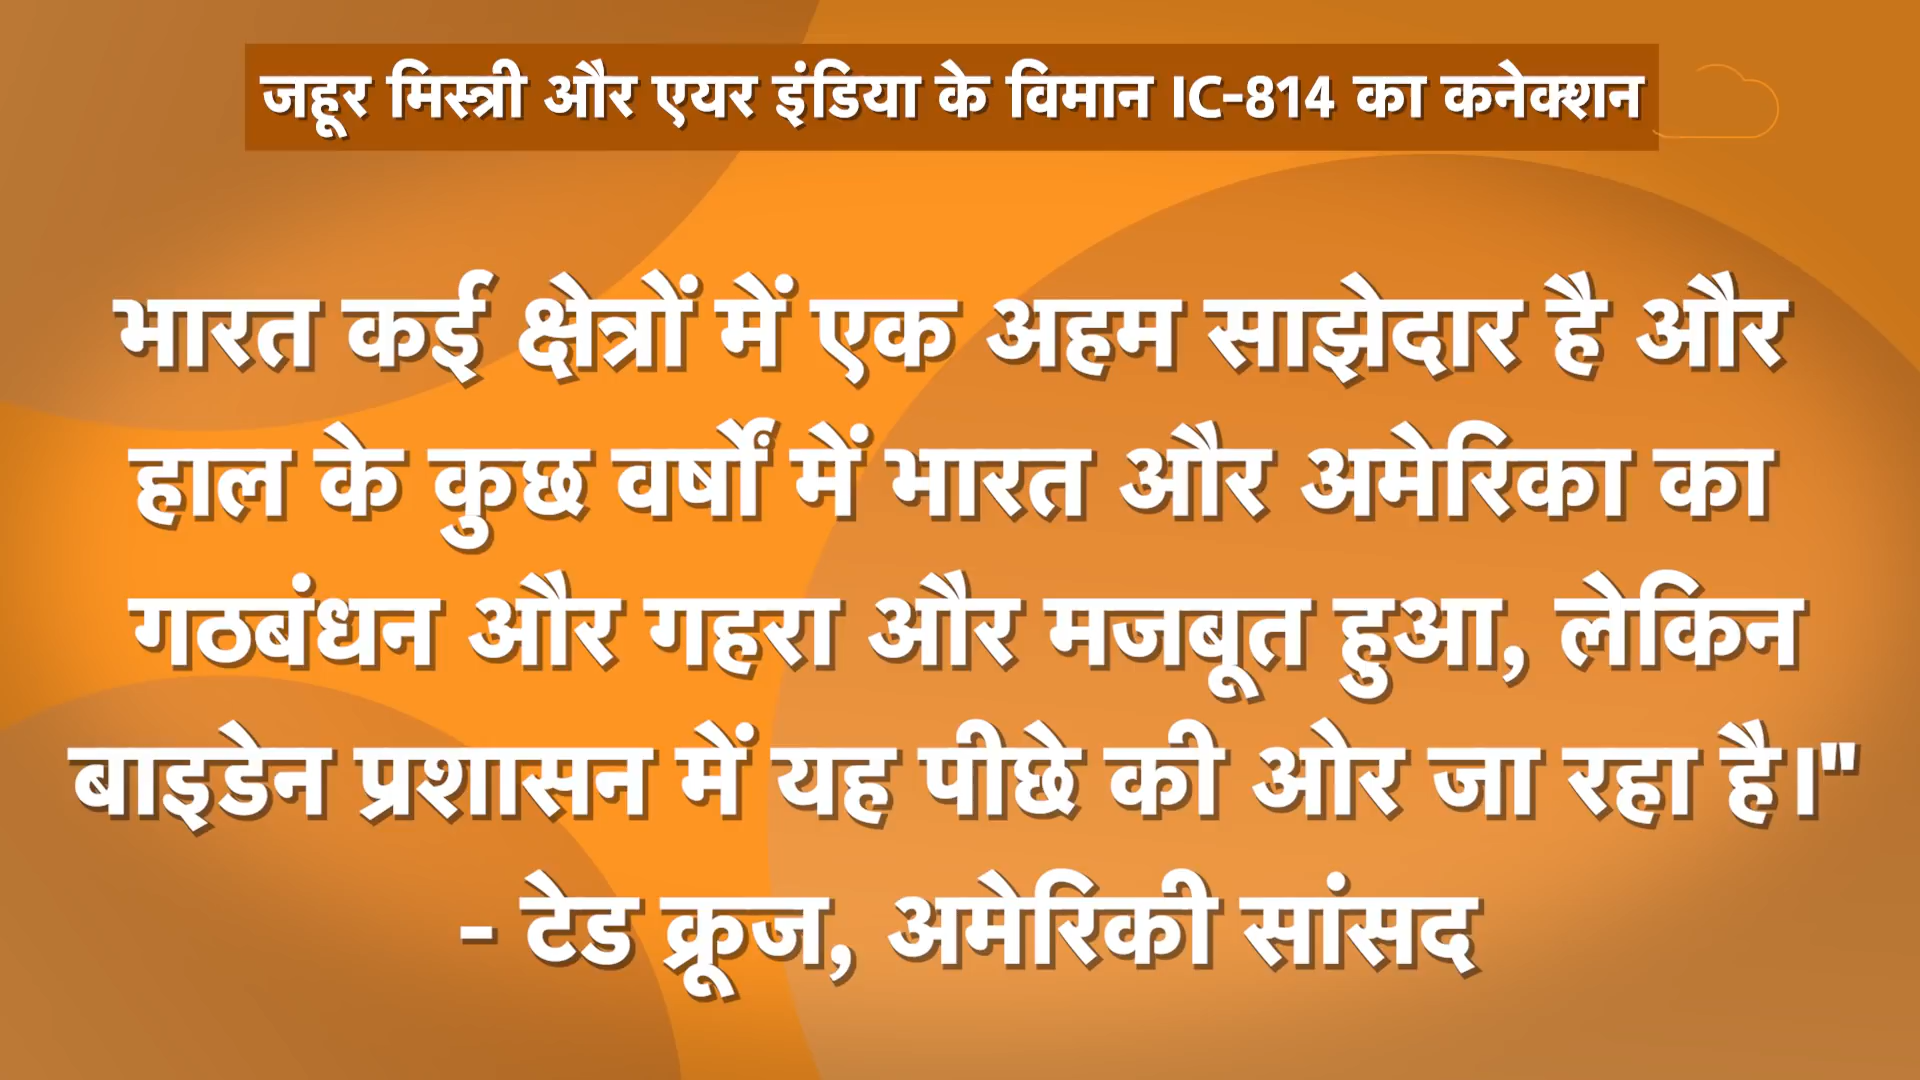 जहूर मिस्त्री और एयर इंडिया के विमान IC-814 का कनेक्शन
भारत कई क्षेत्रों में एक अहम साझेदार है और
हाल के कुछ वर्षों में भारत और अमेरिका का
गठबंधन और गहरा और मजबूत हुआ, लेकिन
बाइडेन प्रशासन में यह पीछे की ओर जा रहा है।"
- टेड क्रूज, अमेरिकी सांसद